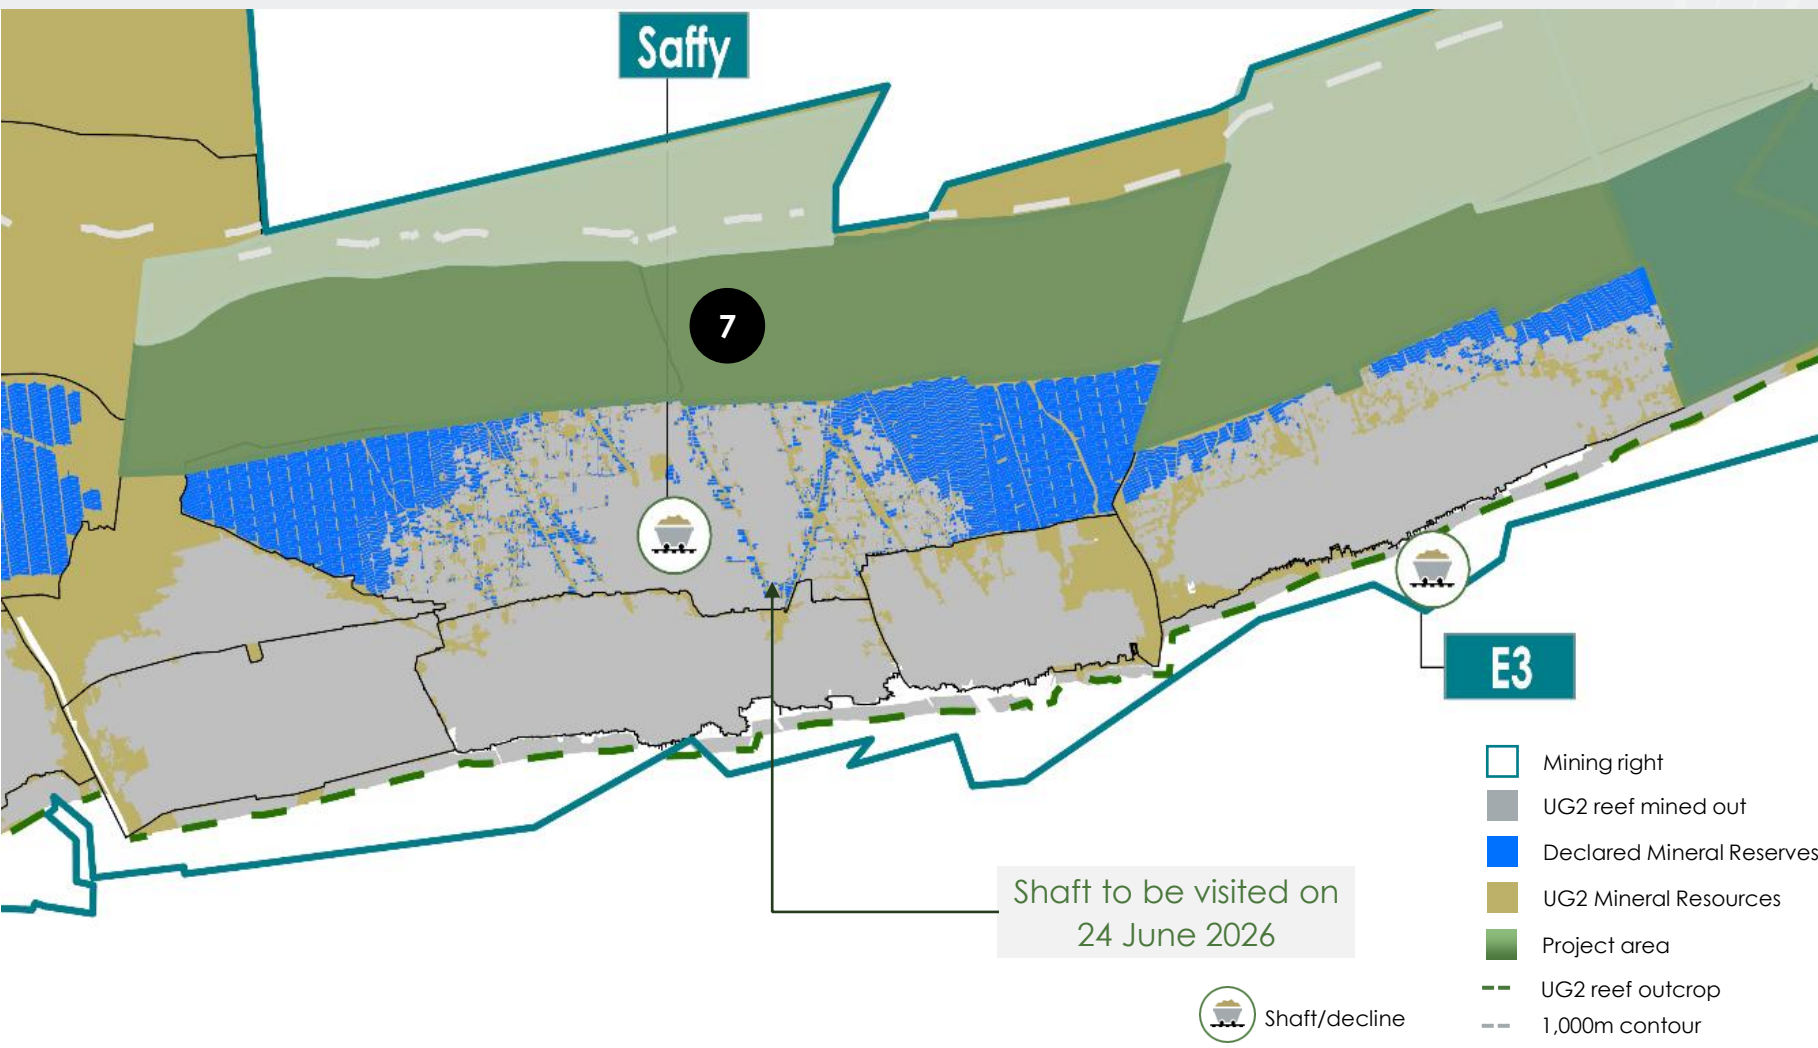 Saffy
7
E3
Mining right
UG2 reef mined out
Declared Mineral Reserves
UG2 Mineral Resources
Shaft to be visited on
24 June 2026
Project area
UG2 reef outcrop
Shaft/decline
1,000m contour